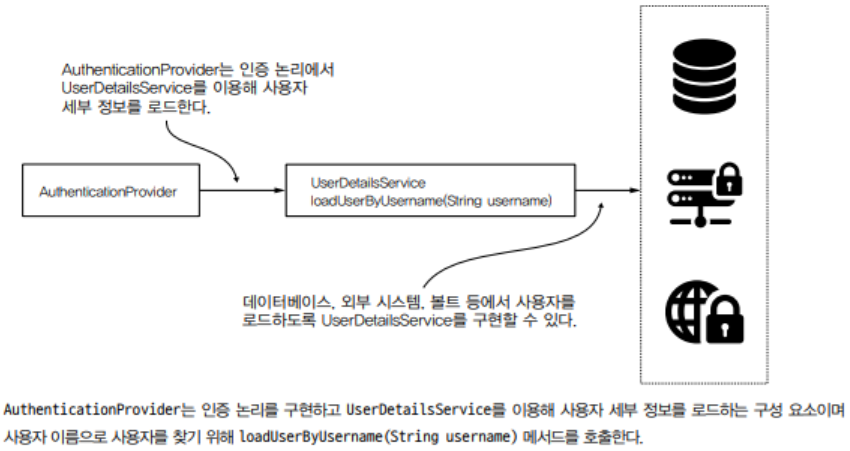 AuthenticationProvider는 인증 논리에서
UserDetailsService를 이용해 사용자
세부 정보를 로드한다.
AuthenticationProvider
UserDetailsService
loadUserByUsername(String username)
데이터베이스, 외부 시스템, 볼트 등에서 사용자를
로드하도록 UserDetailsService를 구현할 수 있다.
AuthenticationProvider는 인증 논리를 구현하고 UserDetailsService를 이용해 사용자 세부 정보를 로드하는 구성 요소이며
사용자 이름으로 사용자를 찾기 위해 loadUserByUsername(String username) 메서드를 호출한다.